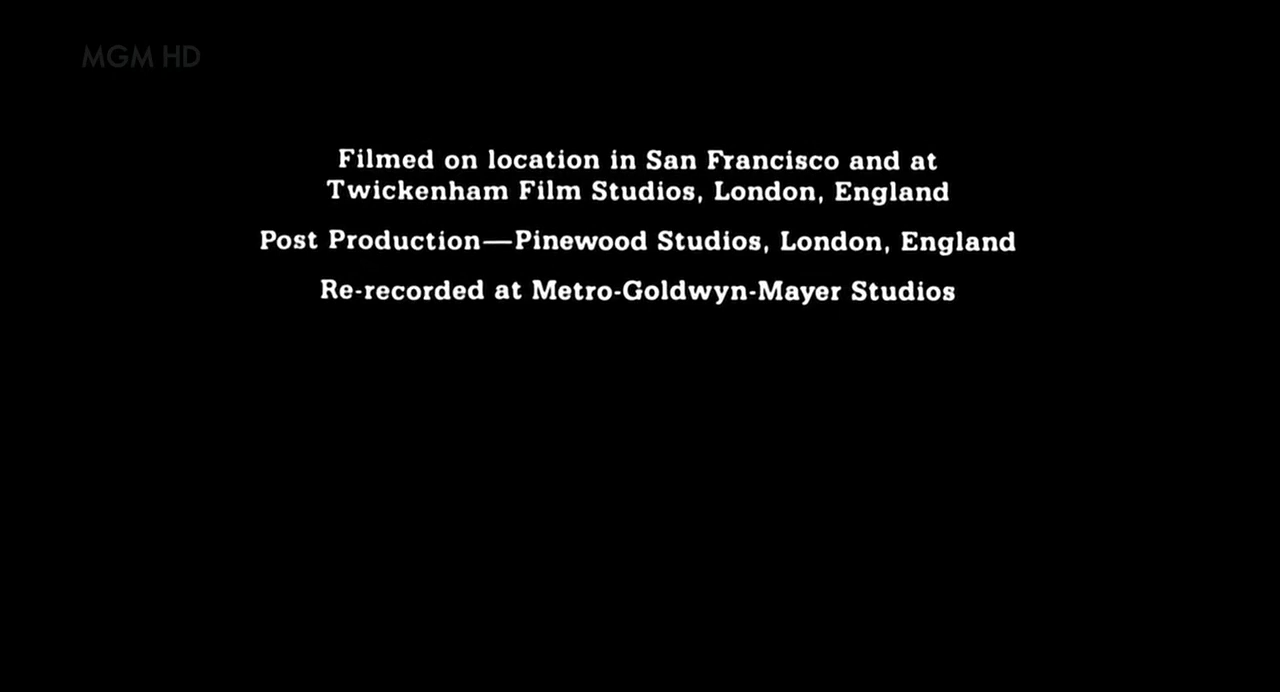 MGM HD
Filmed on location in San Francisco and at
Twickenham Film Studios, London, England
Post Production—Pinewood Studios, London, England
Re-recorded at Metro-Goldwyn-Mayer Studios